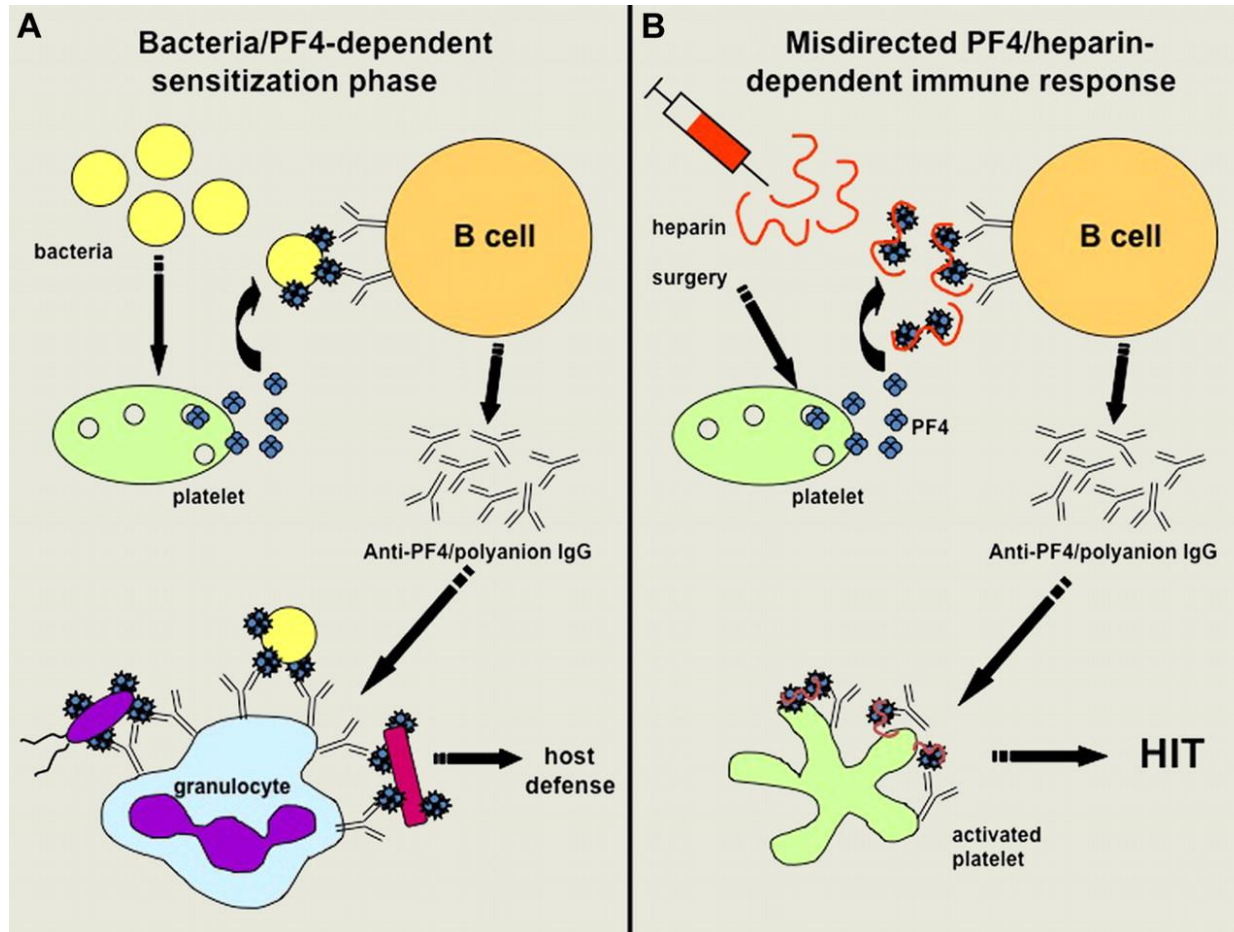 A
Bacteria/PF4-dependent
sensitization phase
bacteria
B cell
platelet
Anti-PF4/polyanion IgG
granulocyte
host
defense
B
Misdirected PF4/heparin-
dependent immune response
heparin
surgery
B cell
PF4
platelet
Anti-PF4/polyanion IgG
HIT
activated
platelet